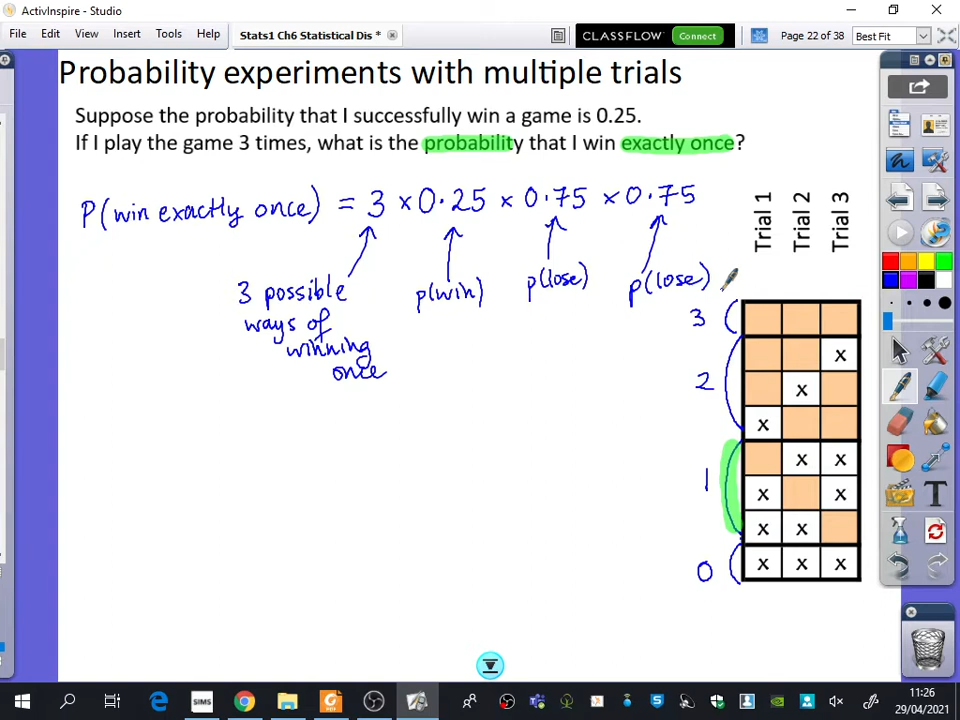 ActivInspire - Studio
File Edit View Insert Tools Help
Stats1 Ch6 Statistical Dis *
CLASSFLOW Connect
Page 22 of 38
Best Fit
Probability experiments with multiple trials
Suppose the probability that I successfully win a game is 0.25.
If I play the game 3 times, what is the probability that I win exactly once?
P(win exactly once) = 3 × 0.25 × 0.75 × 0.75
3 possible
ways of
winning
once
p(win)
p(lose)
p(lose)
Trial 1
Trial 2
Trial 3
3
2 x
x
x
1 x x
x x
x x
0 x x x
T
SIMS
11:26
29/04/2021